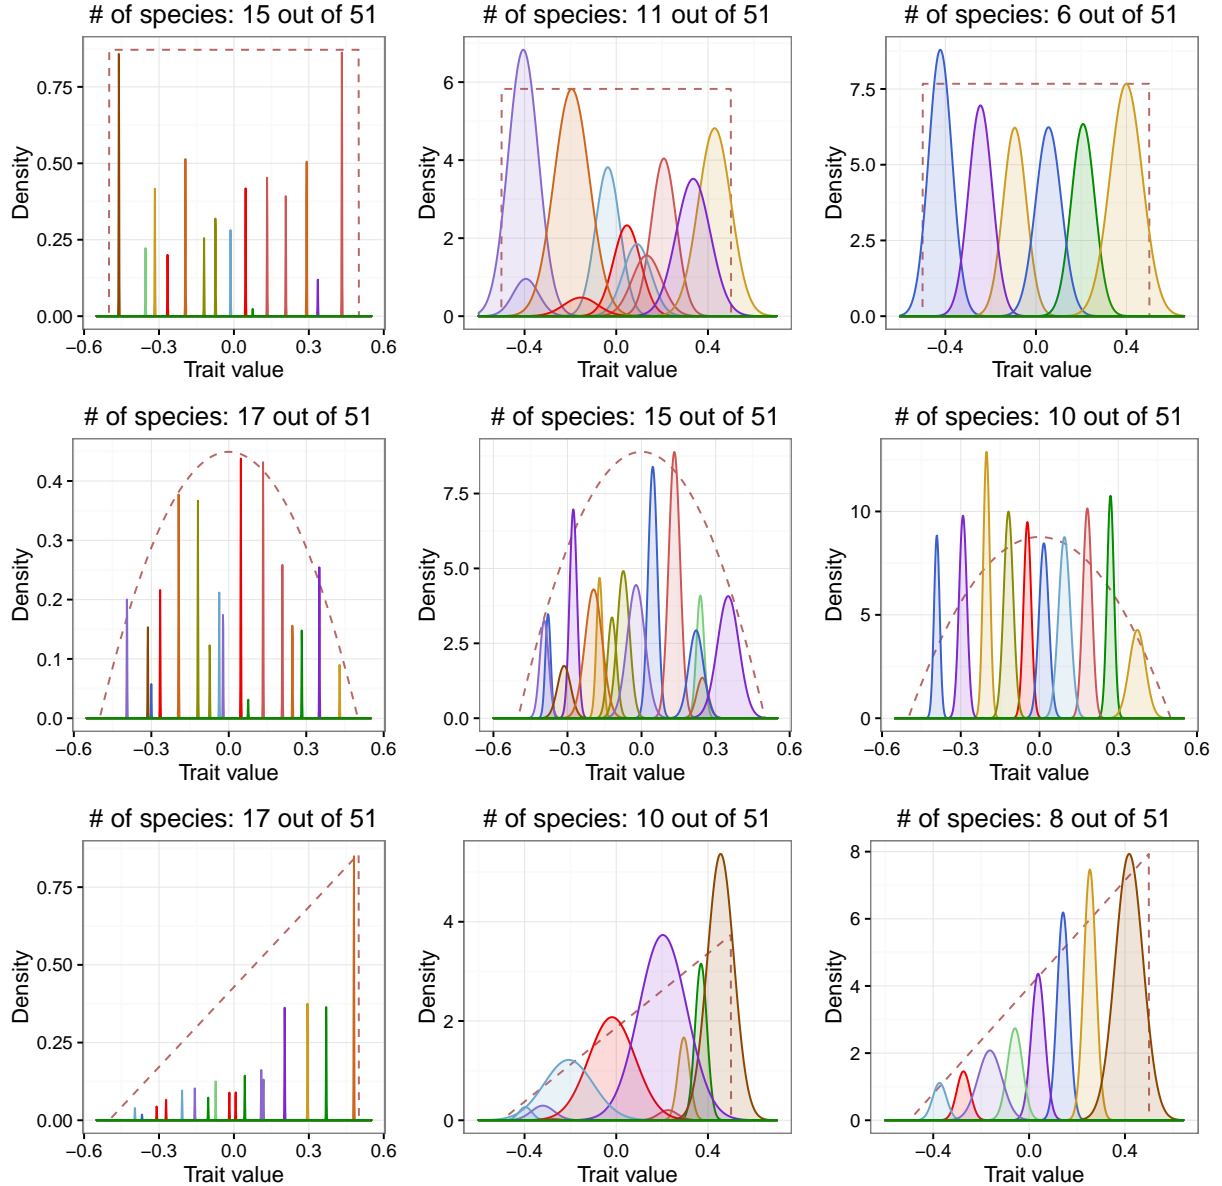 # of species: 15 out of 51
# of species: 11 out of 51
# of species: 6 out of 51
Density
0.75
0.50
0.25
0.00
−0.6 −0.3 0.0 0.3 0.6
Trait value
Density
6
4
2
0
−0.4 0.0 0.4
Trait value
Density
7.5
5.0
2.5
0.0
−0.4 0.0 0.4
Trait value
# of species: 17 out of 51
# of species: 15 out of 51
# of species: 10 out of 51
Density
0.4
0.3
0.2
0.1
0.0
−0.6 −0.3 0.0 0.3 0.6
Trait value
Density
7.5
5.0
2.5
0.0
−0.6 −0.3 0.0 0.3 0.6
Trait value
Density
10
5
0
−0.6 −0.3 0.0 0.3 0.6
Trait value
# of species: 17 out of 51
# of species: 10 out of 51
# of species: 8 out of 51
Density
0.75
0.50
0.25
0.00
−0.6 −0.3 0.0 0.3 0.6
Trait value
Density
4
2
0
−0.4 0.0 0.4
Trait value
Density
8
6
4
2
0
−0.4 0.0 0.4
Trait value